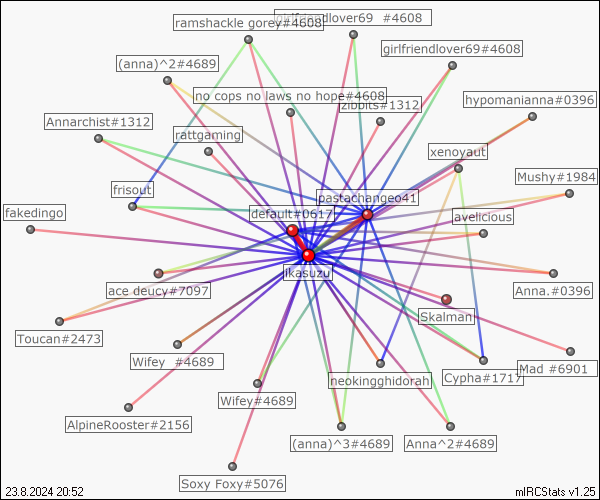 girlfriendlover69  #4608
ramshackle gorey#4608
girlfriendlover69#4608
(anna)^2#4689
no cops no laws no hope#4608
hypomanianna#0396
zibbits#1312
Annarchist#1312
rattgaming
xenoyaut
Mushy#1984
frisout
pastachangeo41
fakedingo
default#0617
avelicious
ikasuzu
ace deucy#7097
Anna.#0396
Skalman
Toucan#2473
Wifey  #4689
Mad #6901
neokingghidorah
Cypha#1717
Wifey#4689
AlpineRooster#2156
(anna)^3#4689
Anna^2#4689
Soxy Foxy#5076
23.8.2024 20:52
mIRCStats v1.25